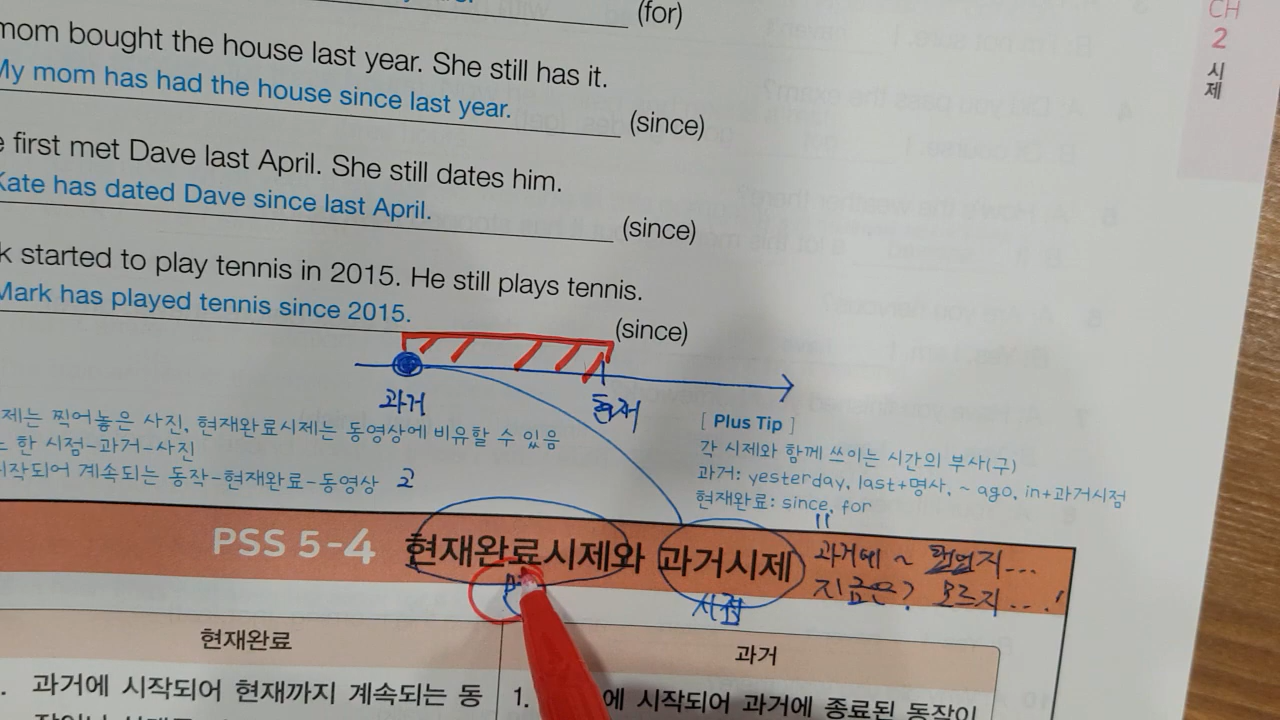 (for)
mom bought the house last year. She still has it.
My mom has had the house since last year.
(since)
first met Dave last April. She still dates him.
Kate has dated Dave since last April.
(since)
k started to play tennis in 2015. He still plays tennis.
Mark has played tennis since 2015.
(since)
과거
현재
제는 찍어놓은 사진, 현재완료시제는 동영상에 비유할 수 있음
한 시점-과거-사진
시작되어 계속되는 동작-현재완료-동영상
[ Plus Tip ]
각 시제와 함께 쓰이는 시간의 부사(구)
과거: yesterday, last+명사, ~ ago, in+과거시점
현재완료: since, for
PSS 5-4 현재완료시제와 과거시제
과거에 ~ 했었지...
지금은? 모르지...!
시점
현재완료
과거
. 과거에 시작되어 현재까지 계속되는 동
1. 에 시작되어 과거에 종료된 동작이
CH
2
시
제